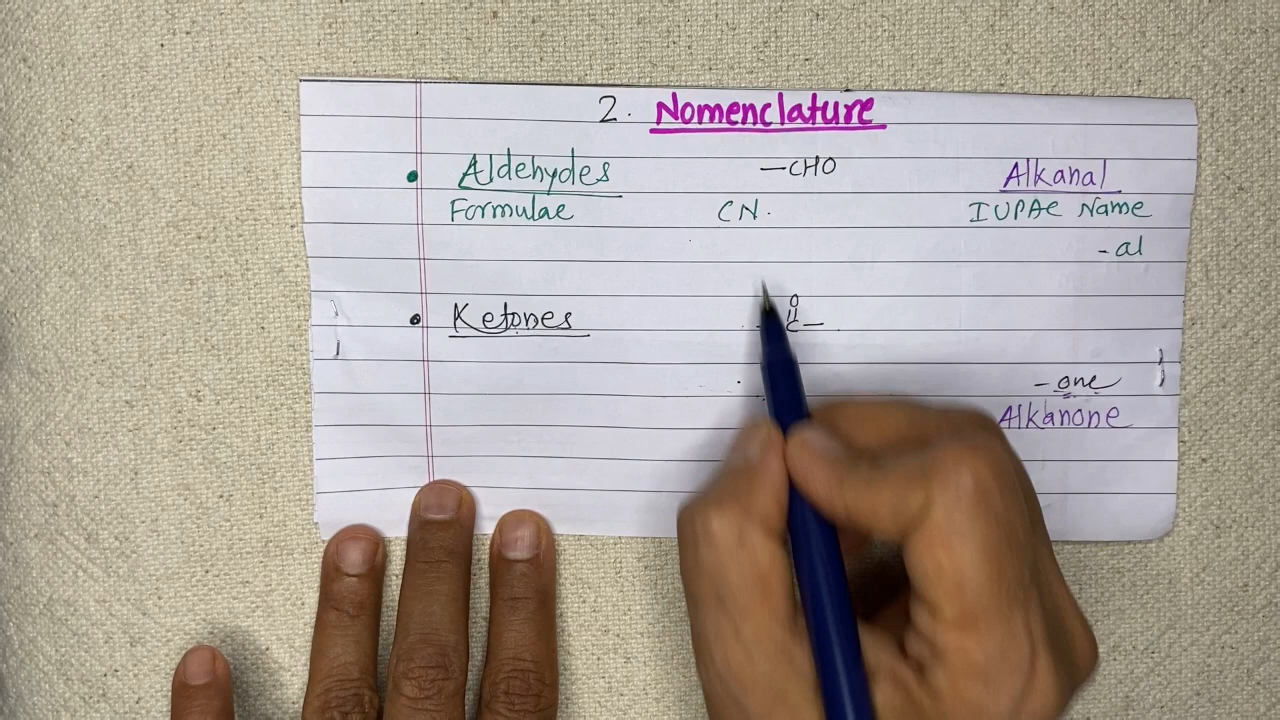 2. Nomenclature
• Aldehydes —CHO Alkanal
Formulae CN. IUPAC Name
- al
O
||
• Ketones C —
- one
Alkanone